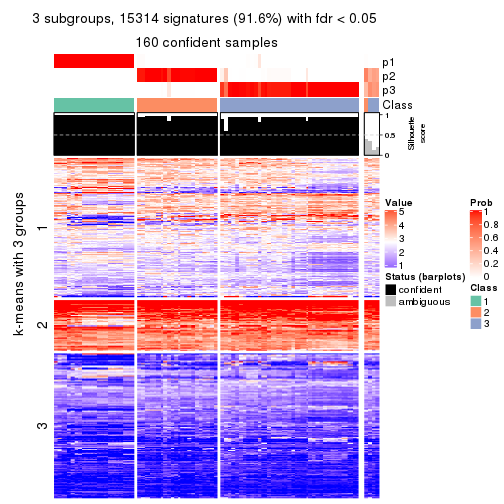 3 subgroups, 15314 signatures (91.6%) with fdr < 0.05
160 confident samples
p1
p2
p3
Class
1
0.5
0
Silhouette
score
k-means with 3 groups
1
2
3
Value
5
4
3
2
1
Status (barplots)
confident
ambiguous
Prob
1
0.8
0.6
0.4
0.2
0
Class
1
2
3